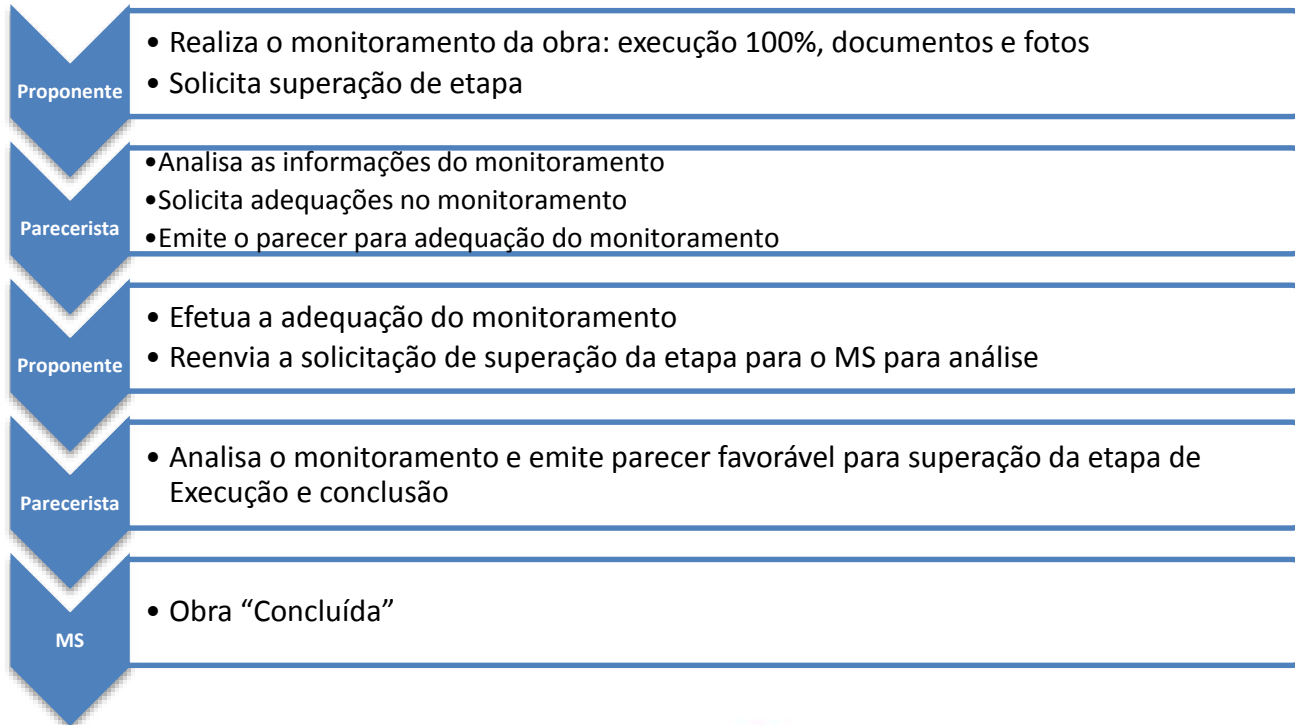 Proponente
• Realiza o monitoramento da obra: execução 100%, documentos e fotos
• Solicita superação de etapa
Parecerista
•Analisa as informações do monitoramento
•Solicita adequações no monitoramento
•Emite o parecer para adequação do monitoramento
Proponente
• Efetua a adequação do monitoramento
• Reenvia a solicitação de superação da etapa para o MS para análise
Parecerista
• Analisa o monitoramento e emite parecer favorável para superação da etapa de
Execução e conclusão
MS
• Obra “Concluída”